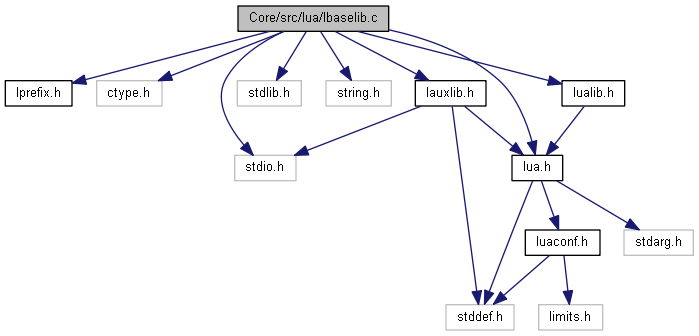 Core/src/lua/lbaselib.c
lprefix.h
ctype.h
stdlib.h
string.h
lauxlib.h
lualib.h
stdio.h
lua.h
luaconf.h
stdarg.h
stddef.h
limits.h